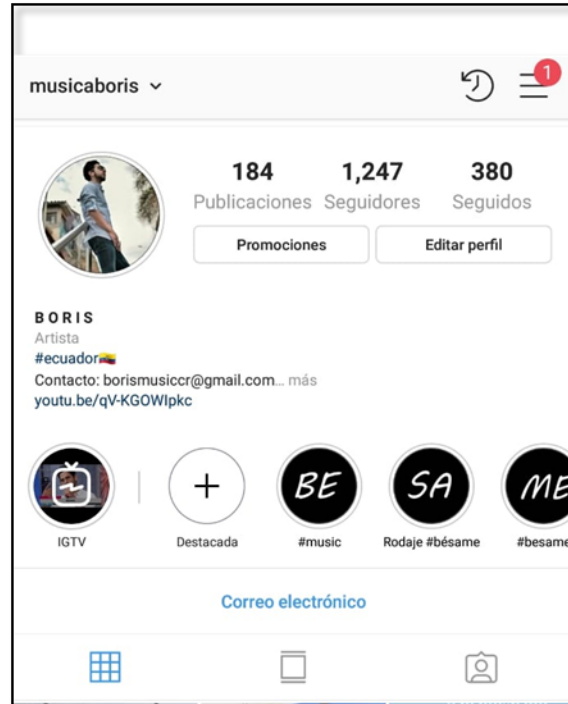 musicaboris
1
184 1,247 380
Publicaciones Seguidores Seguidos
Promociones Editar perfil
BORIS
Artista
#ecuador🇪🇨
Contacto: borismusiccr@gmail.com... más
youtu.be/qV-KGOWIpkc
BE SA ME
IGTV Destacada #music Rodaje #bésame #besame
Correo electrónico